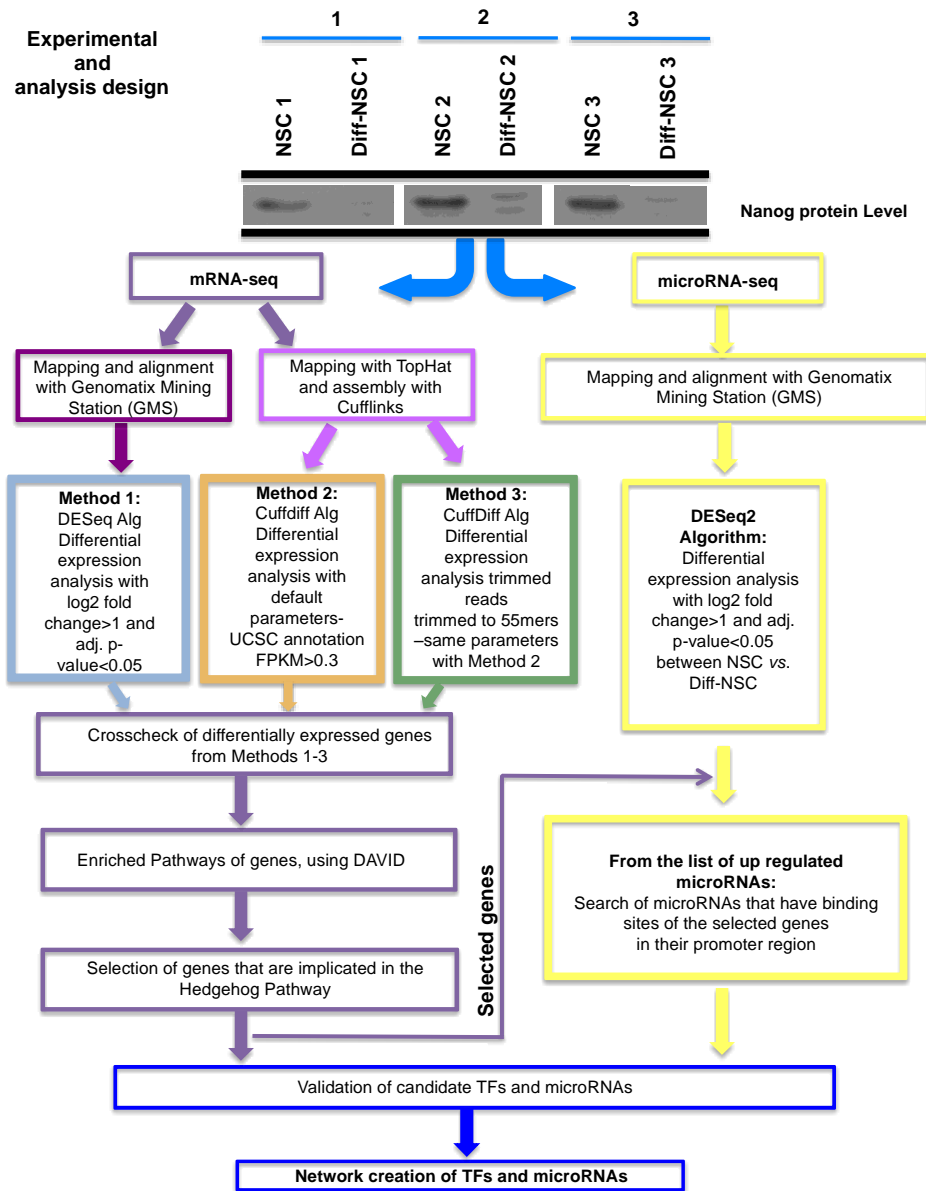 Experimental
and
analysis design
1
2
3
NSC 1
Diff-NSC 1
NSC 2
Diff-NSC 2
NSC 3
Diff-NSC 3
Nanog protein Level
mRNA-seq
microRNA-seq
Mapping and alignment
with Genomatix Mining
Station (GMS)
Mapping with TopHat
and assembly with
Cufflinks
Mapping and alignment with Genomatix
Mining Station (GMS)
Method 1:
DESeq Alg
Differential
expression
analysis with
log2 fold
change>1 and
adj. p-
value<0.05
Method 2:
Cuffdiff Alg
Differential
expression
analysis with
default
parameters-
UCSC annotation
FPKM>0.3
Method 3:
CuffDiff Alg
Differential
expression
analysis trimmed
reads
trimmed to 55mers
–same parameters
with Method 2
DESeq2
Algorithm:
Differential
expression analysis
with log2 fold
change>1 and adj.
p-value<0.05
between NSC vs.
Diff-NSC
Crosscheck of differentially expressed genes
from Methods 1-3
Enriched Pathways of genes, using DAVID
Selection of genes that are implicated in the
Hedgehog Pathway
Selected genes
From the list of up regulated
microRNAs:
Search of microRNAs that have binding
sites of the selected genes
in their promoter region
Validation of candidate TFs and microRNAs
Network creation of TFs and microRNAs